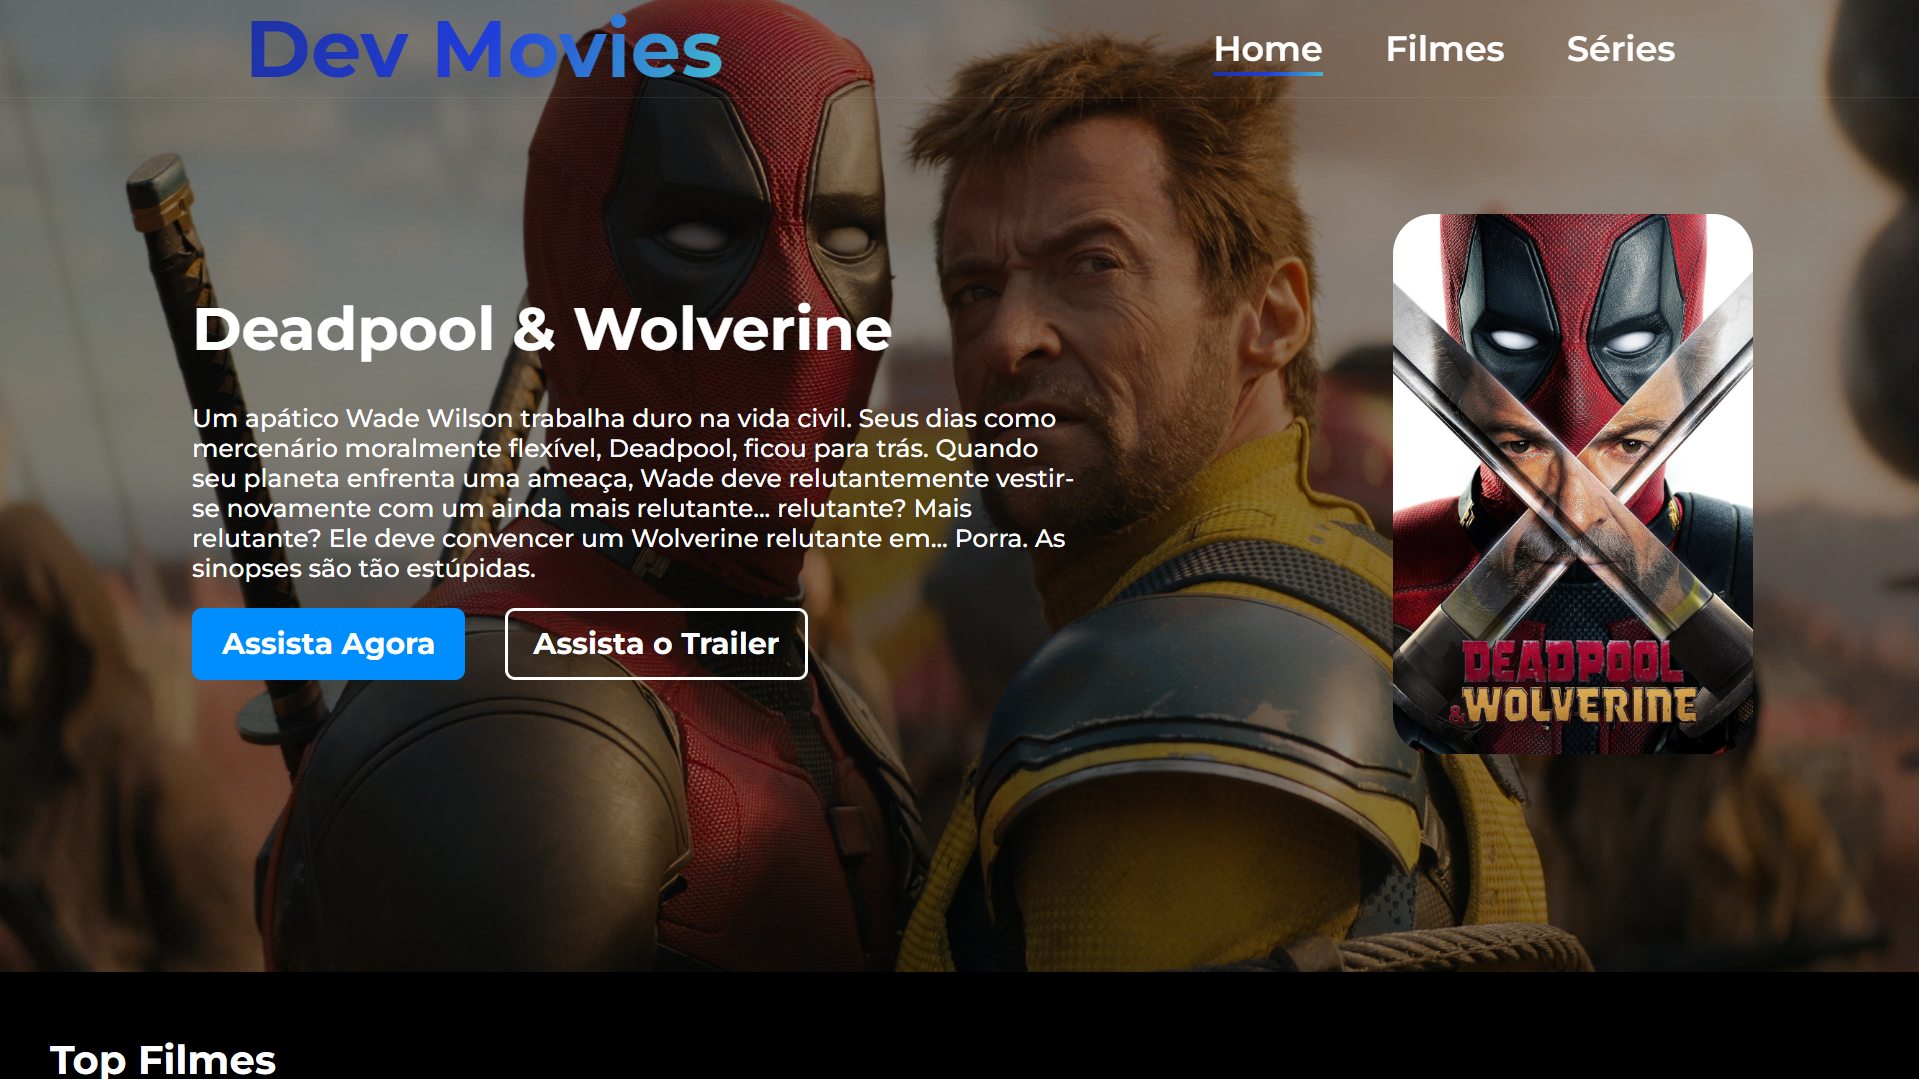 Dev Movies
Home
Filmes
Séries
Deadpool & Wolverine
Um apático Wade Wilson trabalha duro na vida civil. Seus dias como
mercenário moralmente flexível, Deadpool, ficou para trás. Quando
seu planeta enfrenta uma ameaça, Wade deve relutantemente vestir-
se novamente com um ainda mais relutante... relutante? Mais
relutante? Ele deve convencer um Wolverine relutante em... Porra. As
sinopses são tão estúpidas.
Assista Agora
Assista o Trailer
DEADPOOL
& WOLVERINE
Top Filmes